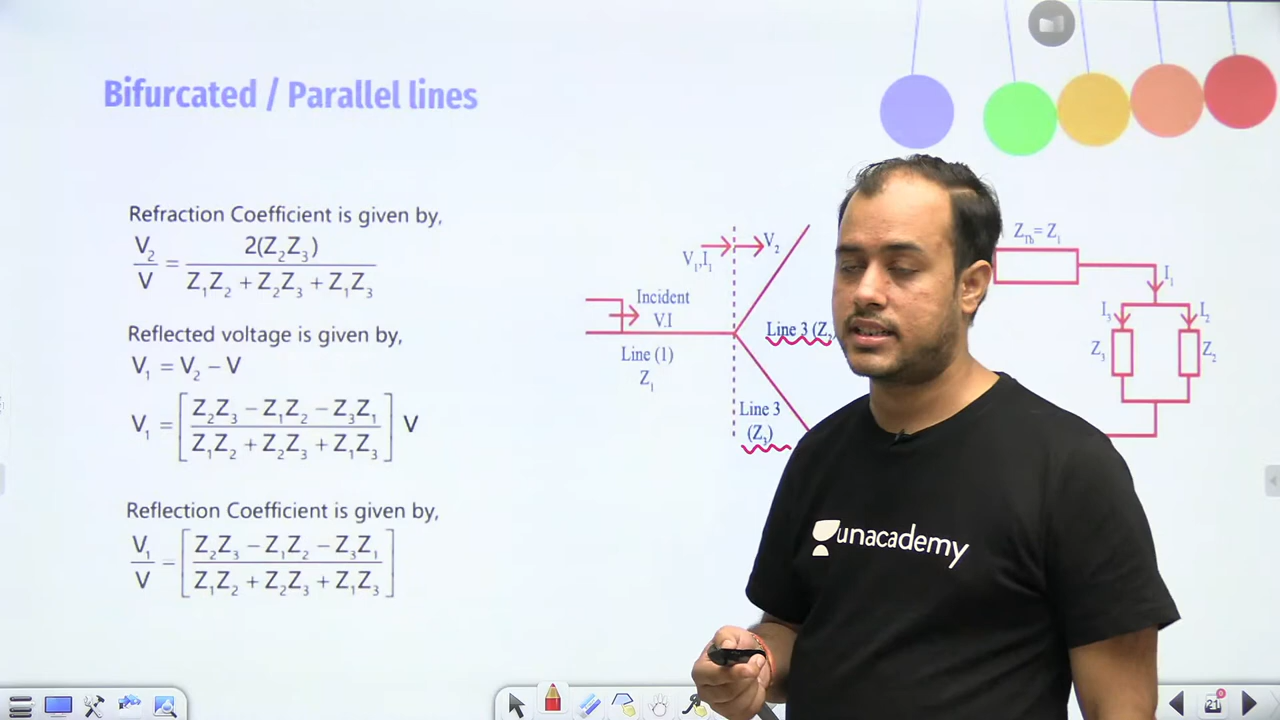 Bifurcated / Parallel lines
Refraction Coefficient is given by,
V₂/V = 2(Z₂Z₃)/(Z₁Z₂ + Z₂Z₃ + Z₁Z₃)
Reflected voltage is given by,
V₁ = V₂ − V
V₁ = [(Z₂Z₃ − Z₁Z₂ − Z₃Z₁)/(Z₁Z₂ + Z₂Z₃ + Z₁Z₃)] V
Reflection Coefficient is given by,
V₁/V − [(Z₂Z₃ − Z₁Z₂ − Z₃Z₁)/(Z₁Z₂ + Z₂Z₃ + Z₁Z₃)]
V₂
V₁,I₁
Incident
V.I
Line 3 (Z₂
Line (1)
Z₁
Line 3
(Z₃)
Z_Th = Z₁
I₁
I₃
I₂
Z₃
Z₂
unacademy
21